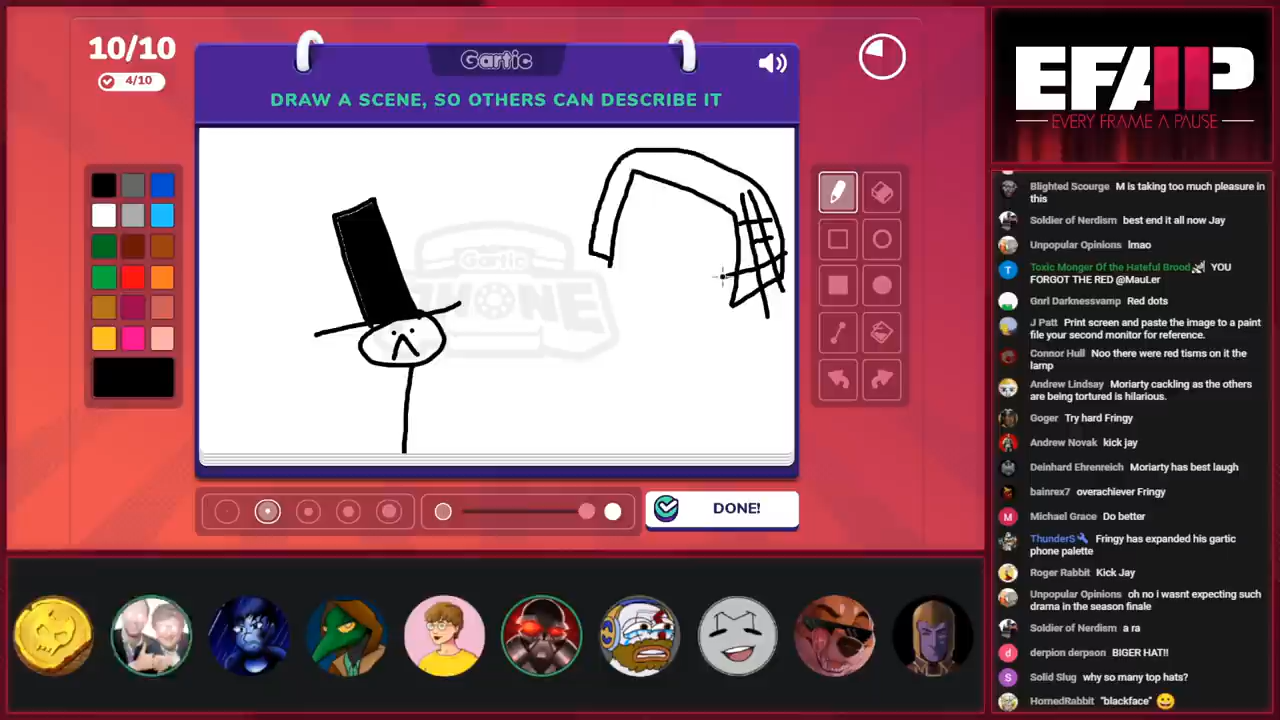 10/10
4/10
Gartic
DRAW A SCENE, SO OTHERS CAN DESCRIBE IT
Gartic
PHONE
DONE!
EFAP
EVERY FRAME A PAUSE
Blighted Scourge M is taking too much pleasure in
this
Soldier of Nerdism best end it all now Jay
Unpopular Opinions lmao
Toxic Monger Of the Hateful Brood YOU
FORGOT THE RED @MauLer
Gnrl Darknessvamp Red dots
J Patt Print screen and paste the image to a paint
file your second monitor for reference.
Connor Hull Noo there were red tisms on it the
lamp
Andrew Lindsay Moriarty cackling as the others
are being tortured is hilarious.
Goger Try hard Fringy
Andrew Novak kick jay
Deinhard Ehrenreich Moriarty has best laugh
bainrex7 overachiever Fringy
Michael Grace Do better
ThunderS Fringy has expanded his gartic
phone palette
Roger Rabbit Kick Jay
Unpopular Opinions oh no i wasnt expecting such
drama in the season finale
Soldier of Nerdism a ra
derpion derpson BIGER HAT!!
Solid Slug why so many top hats?
HornedRabbit "blackface"